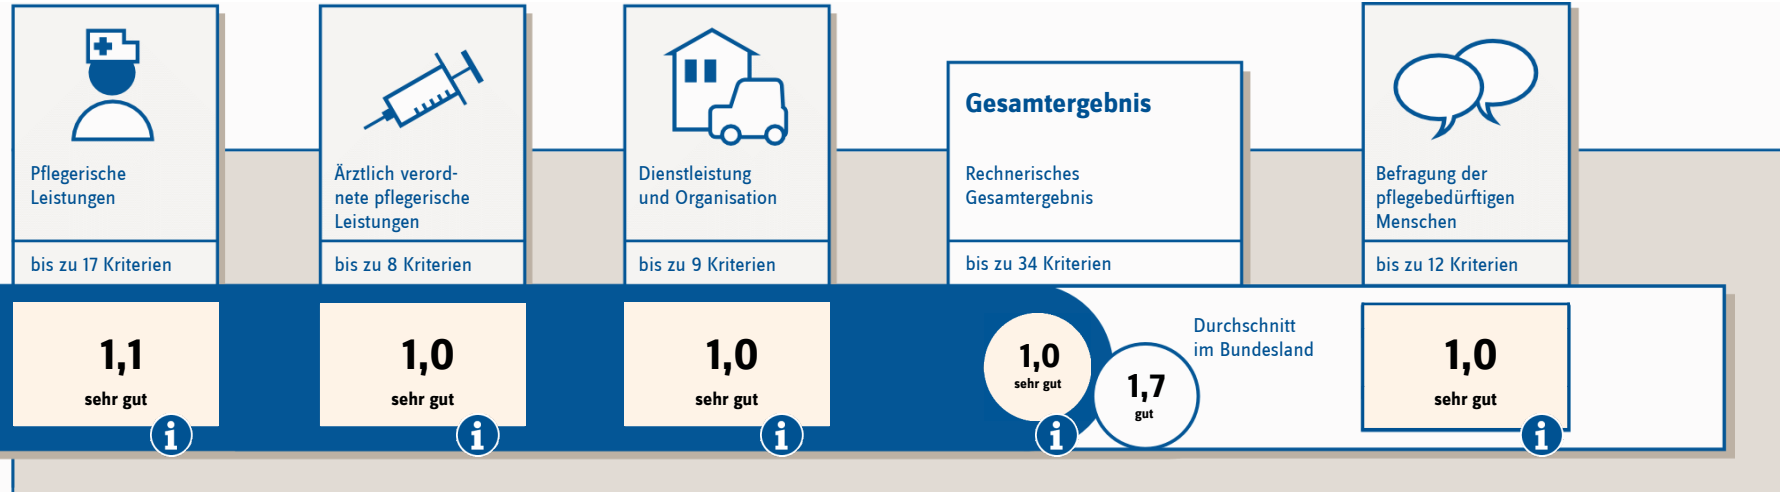 Pflegerische
Leistungen
bis zu 17 Kriterien
1,1
sehr gut
i
Ärztlich verord-
nete pflegerische
Leistungen
bis zu 8 Kriterien
1,0
sehr gut
i
Dienstleistung
und Organisation
bis zu 9 Kriterien
1,0
sehr gut
i
Gesamtergebnis
Rechnerisches
Gesamtergebnis
bis zu 34 Kriterien
1,0
sehr gut
i
1,7
gut
Durchschnitt
im Bundesland
Befragung der
pflegebedürftigen
Menschen
bis zu 12 Kriterien
1,0
sehr gut
i